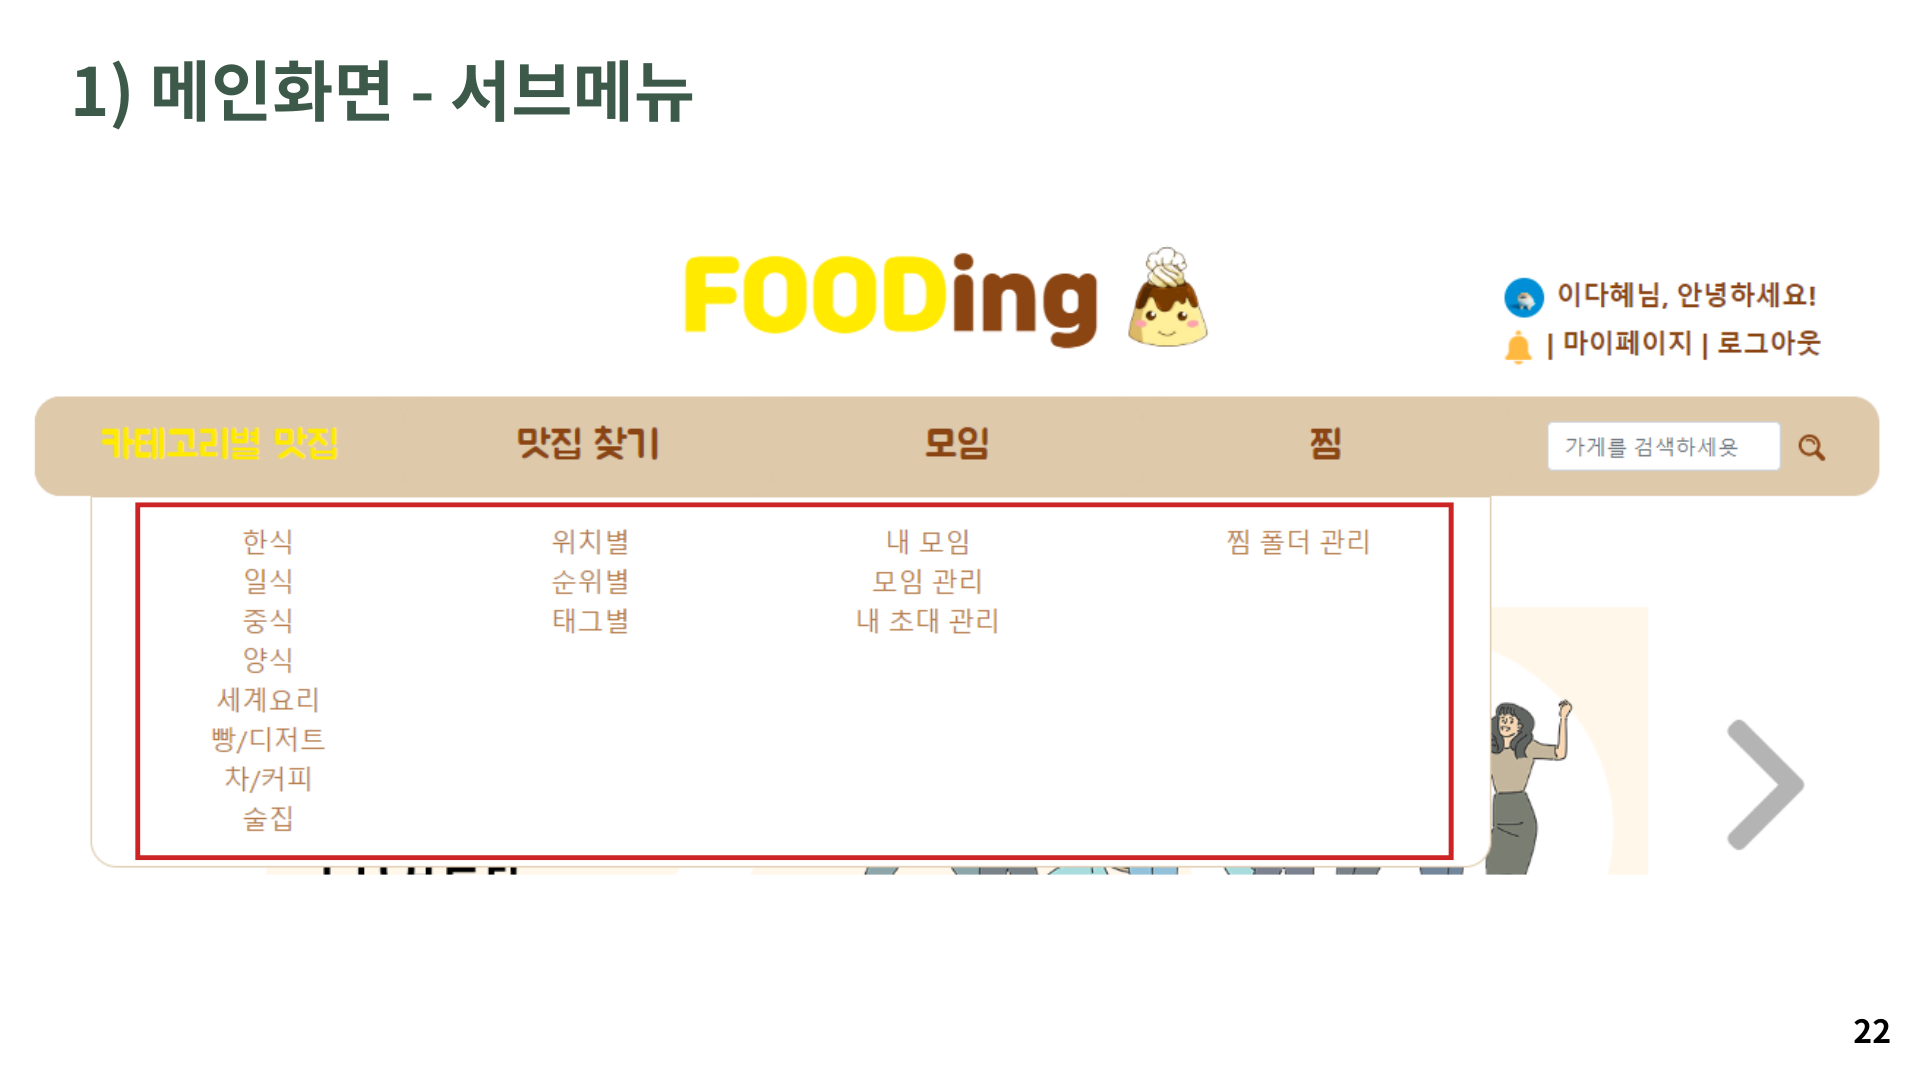 1) 메인화면 - 서브메뉴
FOODing
이다혜님, 안녕하세요!
| 마이페이지 | 로그아웃
카테고리별 맛집
맛집 찾기
모임
찜
가게를 검색하세요
한식
일식
중식
양식
세계요리
빵/디저트
차/커피
술집
위치별
순위별
태그별
내 모임
모임 관리
내 초대 관리
찜 폴더 관리
22